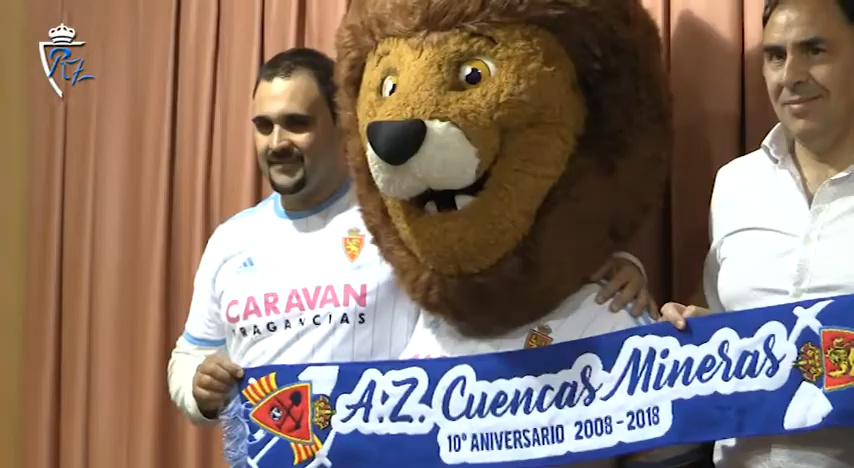 RZ
CARAVAN
FRAGANCIAS
A.Z. Cuencas Mineras
10º ANIVERSARIO 2008-2018